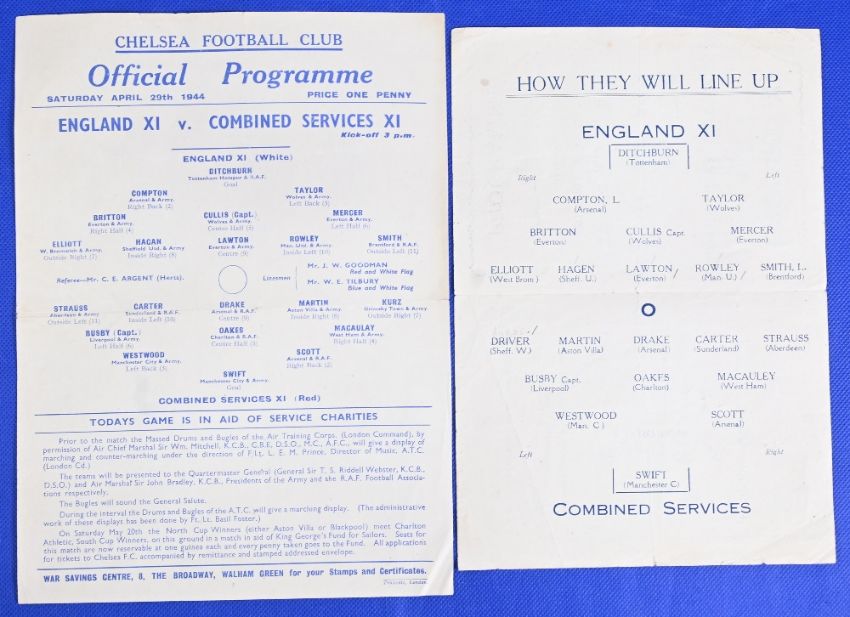 CHELSEA FOOTBALL CLUB
Official Programme
SATURDAY APRIL 29th 1944 PRICE ONE PENNY
ENGLAND XI v. COMBINED SERVICES XI
Kick-off 3 p.m.
ENGLAND XI (White)
DITCHBURN
Tottenham Hotspur & R.A.F.
Goal
COMPTON TAYLOR
Arsenal & Army Wolves & Army
Right Back (2) Left Back (3)
BRITTON CULLIS (Capt.) MERCER
Everton & Army Wolves & Army Everton & Army
Right Half (4) Centre Half (5) Left Half (6)
ELLIOTT HAGAN LAWTON ROWLEY SMITH
W. Bromwich & Army Sheffield Utd. & Army Everton & Army Man. Utd. & Army Brentford & R.A.F.
Outside Right (7) Inside Right (8) Centre (9) Inside Left (10) Outside Left (11)
Referee—Mr. C. E. ARGENT (Herts). Linesmen Mr. J. W. GOODMAN
Red and White Flag
Mr. W. E. TILBURY
Blue and White Flag
STRAUSS CARTER DRAKE MARTIN KURZ
Aberdeen & Army Sunderland & R.A.F. Arsenal & R.A.F. Aston Villa & Army Grimsby Town & Army
Outside Left (11) Inside Left (10) Centre (9) Inside Right (8) Outside Right (7)
BUSBY (Capt.) OAKES MACAULAY
Liverpool & Army Charlton & R.A.F. West Ham & Army
Left Half (6) Centre Half (5) Right Half (4)
WESTWOOD SCOTT
Manchester City & Army Arsenal & R.A.F.
Left Back (3) Right Back (2)
SWIFT
Manchester City & Army
Goal
COMBINED SERVICES XI (Red)
TODAYS GAME IS IN AID OF SERVICE CHARITIES
Prior to the match the Massed Drums and Bugles of the Air Training Corps. (London Command), by
permission of Air Chief Marshal Sir Wm. Mitchell, K.C.B., C.B.E., D.S.O., M.C., A.F.C., will give a display of
marching and counter-marching under the direction of F.Lt. L. E. M. Prince, Director of Music, A.T.C.
(London Cd.)
The teams will be presented to the Quartermaster General (General Sir T. S. Riddell Webster, K.C.B.,
D.S.O.) and Air Marshal Sir John Bradley, K.C.B., Presidents of the Army and the R.A.F. Football Associa-
tions respectively.
The Bugles will sound the General Salute.
During the interval the Drums and Bugles of the A.T.C. will give a marching display. (The administrative
work of these displays has been done by Ft. Lt. Basil Foster.)
On Saturday May 20th the North Cup Winners (either Aston Villa or Blackpool) meet Charlton
Athletic, South Cup Winners, on this ground in a match in aid of King George's Fund for Sailors. Seats for
this match are now reservable at one guinea each and every penny taken goes to the Fund. All applications
for tickets to Chelsea F.C. accompanied by remittance and stamped addressed envelope.
WAR SAVINGS CENTRE, 8, THE BROADWAY, WALHAM GREEN for your Stamps and Certificates.
HOW THEY WILL LINE UP
ENGLAND XI
DITCHBURN
(Tottenham)
Right Left
COMPTON, L. TAYLOR
(Arsenal) (Wolves)
BRITTON CULLIS Capt. MERCER
(Everton) (Wolves) (Everton)
ELLIOTT HAGEN LAWTON ROWLEY SMITH, L.
(West Brom.) (Sheff. U.) (Everton) (Man. U.) (Brentford)
DRIVER MARTIN DRAKE CARTER STRAUSS
(Sheff. W.) (Aston Villa) (Arsenal) (Sunderland) (Aberdeen)
BUSBY Capt. OAKES MACAULEY
(Liverpool) (Charlton) (West Ham)
WESTWOOD SCOTT
(Man. C.) (Arsenal)
Left Right
SWIFT
(Manchester C.)
COMBINED SERVICES